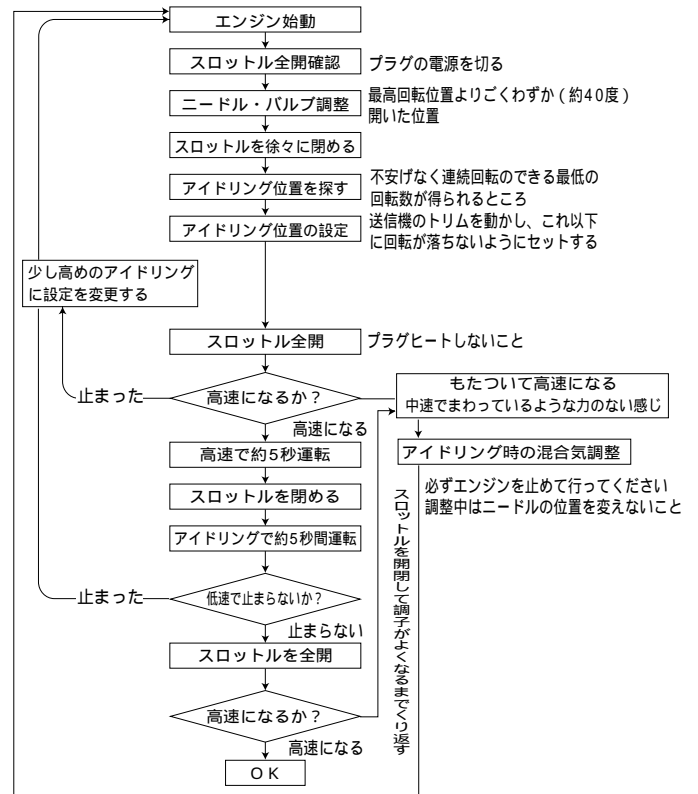 エンジン始動
スロットル全開確認
プラグの電源を切る
ニードル・バルブ調整
最高回転位置よりごくわずか(約40度)
開いた位置
スロットルを徐々に閉める
アイドリング位置を探す
不安げなく連続回転のできる最低の
回転数が得られるところ
アイドリング位置の設定
送信機のトリムを動かし、これ以下
に回転が落ちないようにセットする
少し高めのアイドリング
に設定を変更する
スロットル全開
プラグヒートしないこと
止まった
高速になるか?
もたついて高速になる
中速でまわっているような力のない感じ
高速になる
高速で約5秒運転
アイドリング時の混合気調整
必ずエンジンを止めて行ってください
調整中はニードルの位置を変えないこと
スロットルを閉める
アイドリングで約5秒間運転
スロットルを開閉して調子がよくなるまでくり返す
止まった
低速で止まらないか?
止まらない
スロットルを全開
高速になるか?
高速になる
OK